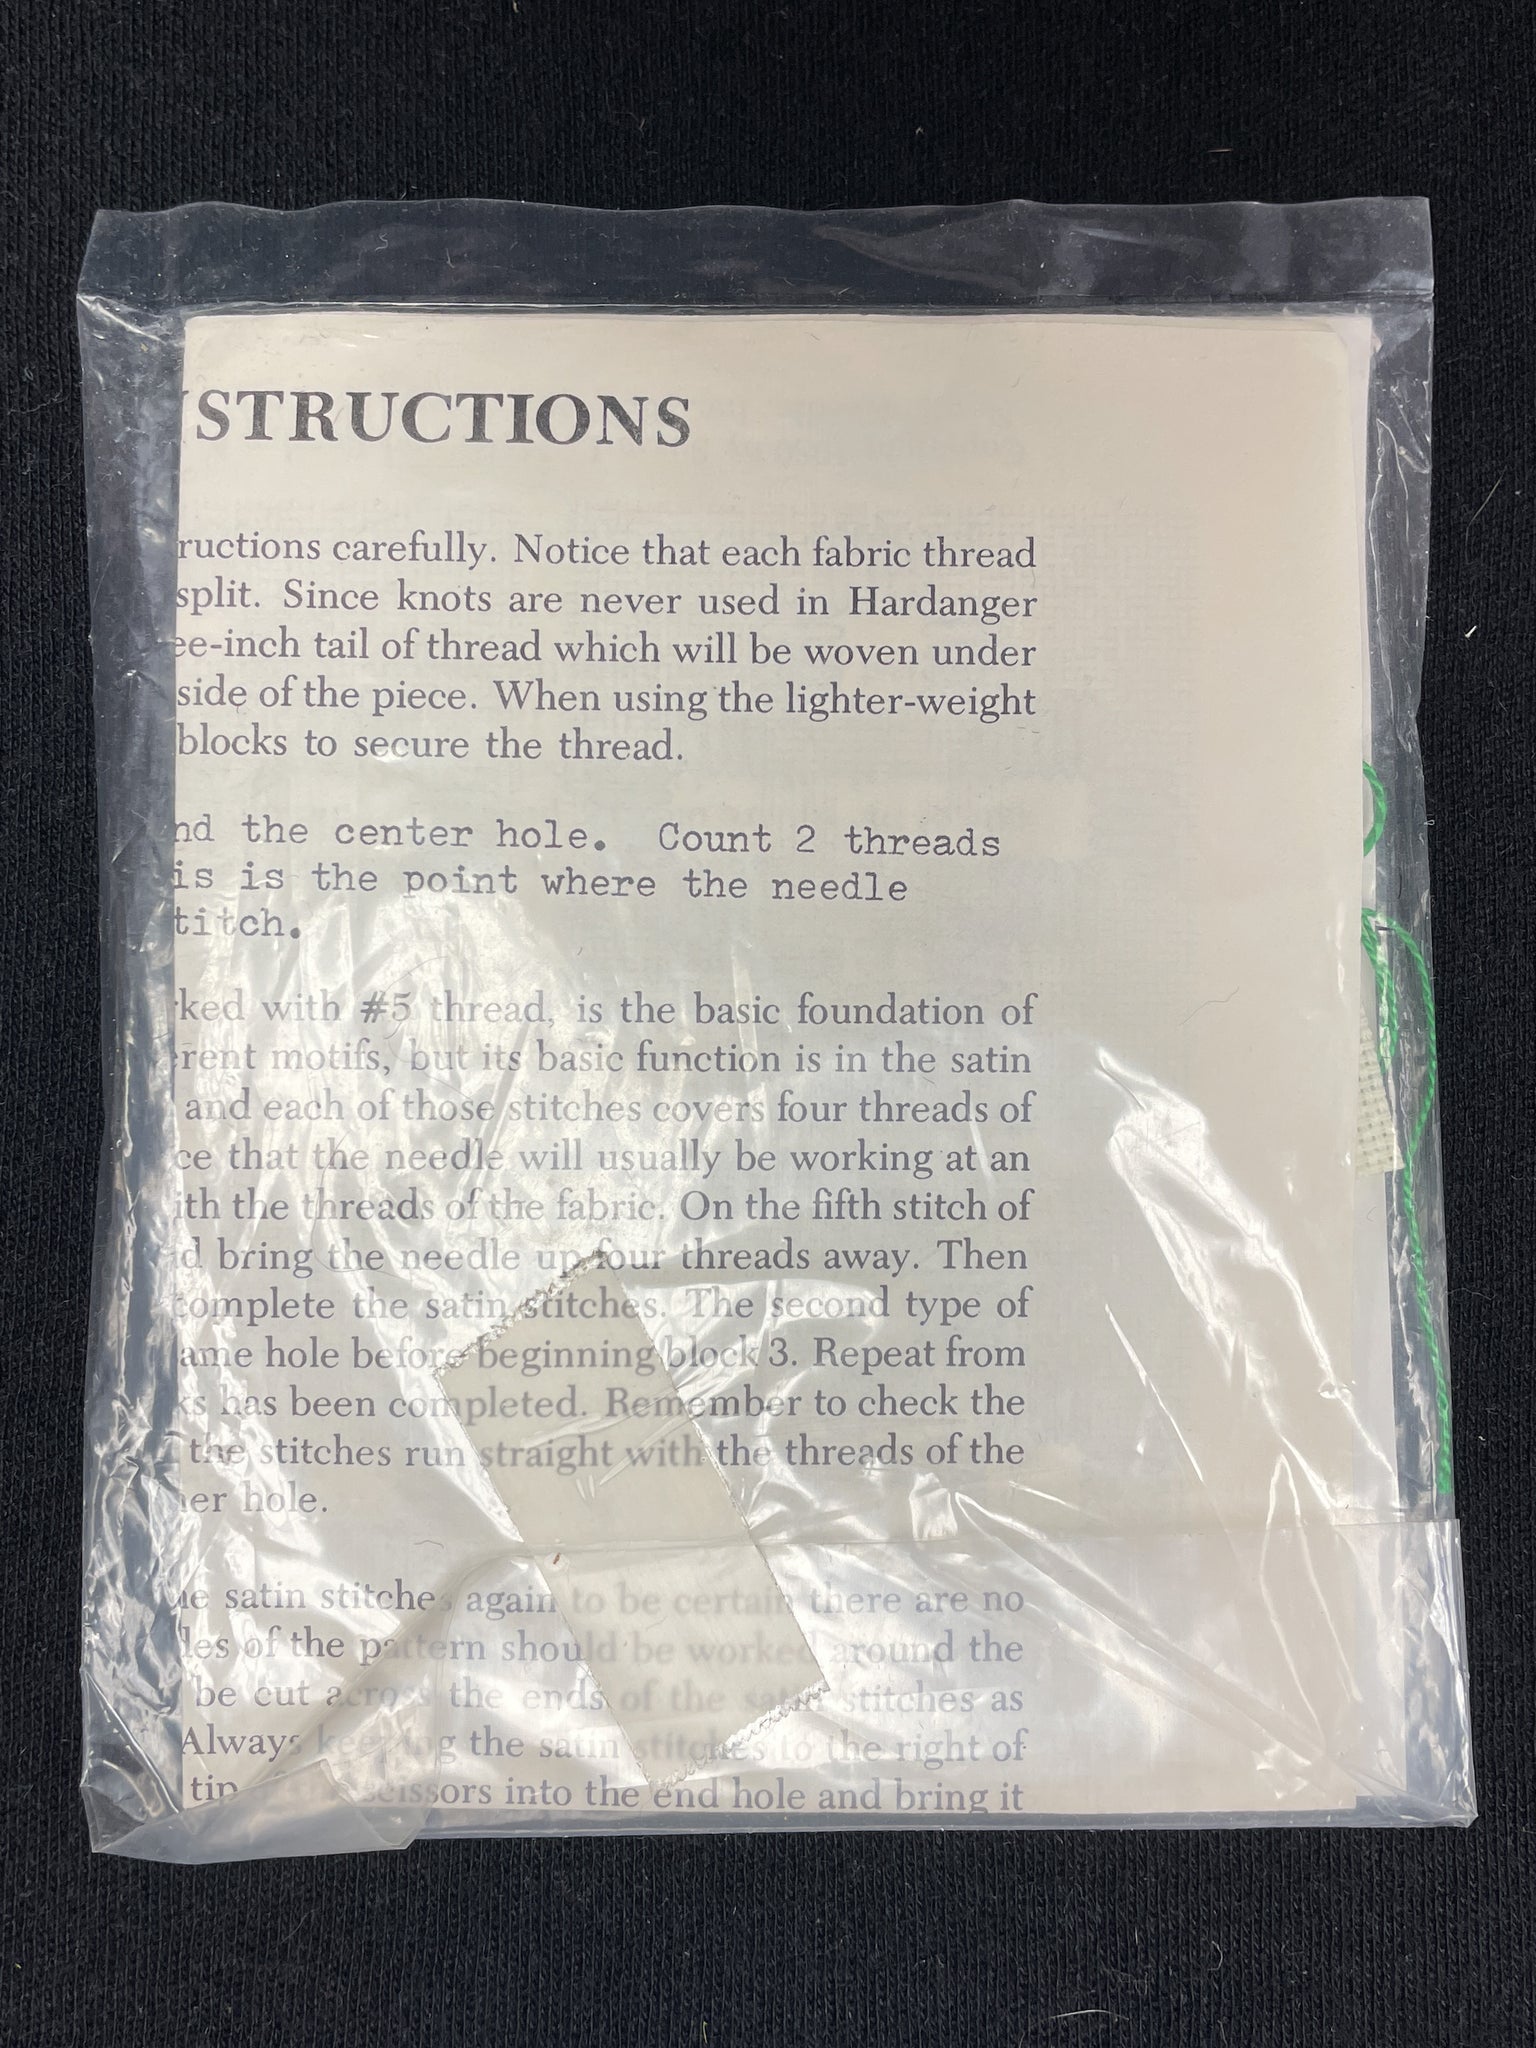 STRUCTIONS
ructions carefully. Notice that each fabric thread
split. Since knots are never used in Hardanger
ee-inch tail of thread which will be woven under
side of the piece. When using the lighter-weight
blocks to secure the thread.
nd the center hole. Count 2 threads
is is the point where the needle
titch.
rked with #5 thread, is the basic foundation of
erent motifs, but its basic function is in the satin
and each of those stitches covers four threads of
ce that the needle will usually be working at an
ith the threads of the fabric. On the fifth stitch of
d bring the needle up four threads away. Then
complete the satin stitches. The second type of
ame hole before beginning block 3. Repeat from
ks has been completed. Remember to check the
the stitches run straight with the threads of the
er hole.
he satin stitches again to be certain there are no
les of the pattern should be worked around the
be cut across the ends of the satin stitches as
Always keeping the satin stitches to the right of
tip scissors into the end hole and bring it